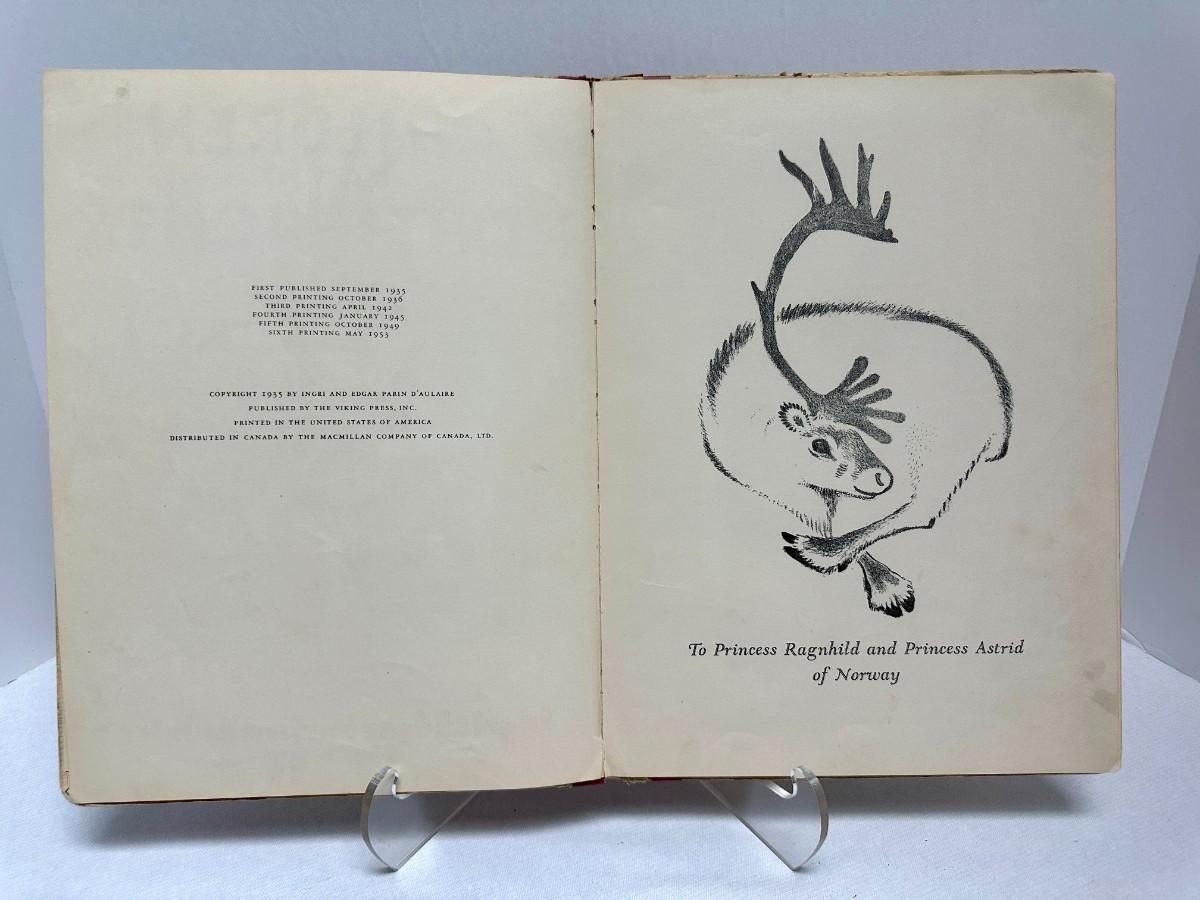 FIRST PUBLISHED SEPTEMBER 1935
SECOND PRINTING OCTOBER 1936
THIRD PRINTING APRIL 1942
FOURTH PRINTING JANUARY 1945
FIFTH PRINTING OCTOBER 1949
SIXTH PRINTING MAY 1953
COPYRIGHT 1935 BY INGRI AND EDGAR PARIN D'AULAIRE
PUBLISHED BY THE VIKING PRESS, INC.
PRINTED IN THE UNITED STATES OF AMERICA
DISTRIBUTED IN CANADA BY THE MACMILLAN COMPANY OF CANADA, LTD.
To Princess Ragnhild and Princess Astrid
of Norway